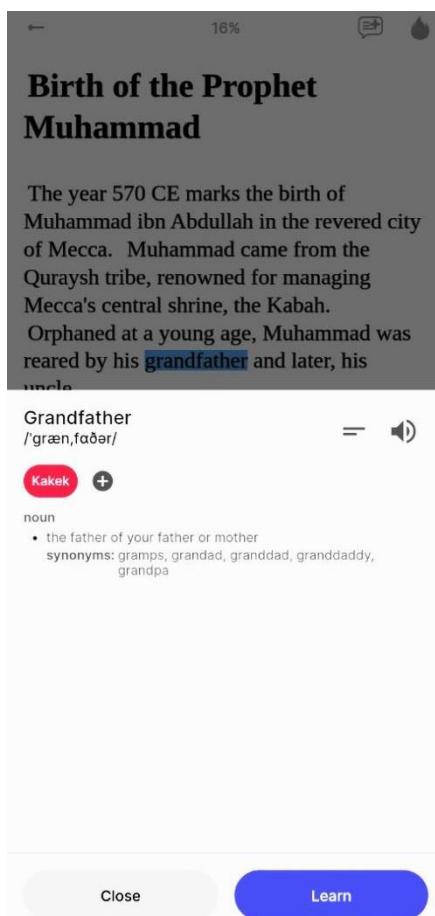 16%
Birth of the Prophet
Muhammad
The year 570 CE marks the birth of
Muhammad ibn Abdullah in the revered city
of Mecca. Muhammad came from the
Quraysh tribe, renowned for managing
Mecca's central shrine, the Kabah.
Orphaned at a young age, Muhammad was
reared by his grandfather and later, his
uncle
Grandfather
/ˈɡrænˌfɑðər/
Kakek
noun
• the father of your father or mother
synonyms: gramps, grandad, granddad, granddaddy,
grandpa
Close
Learn